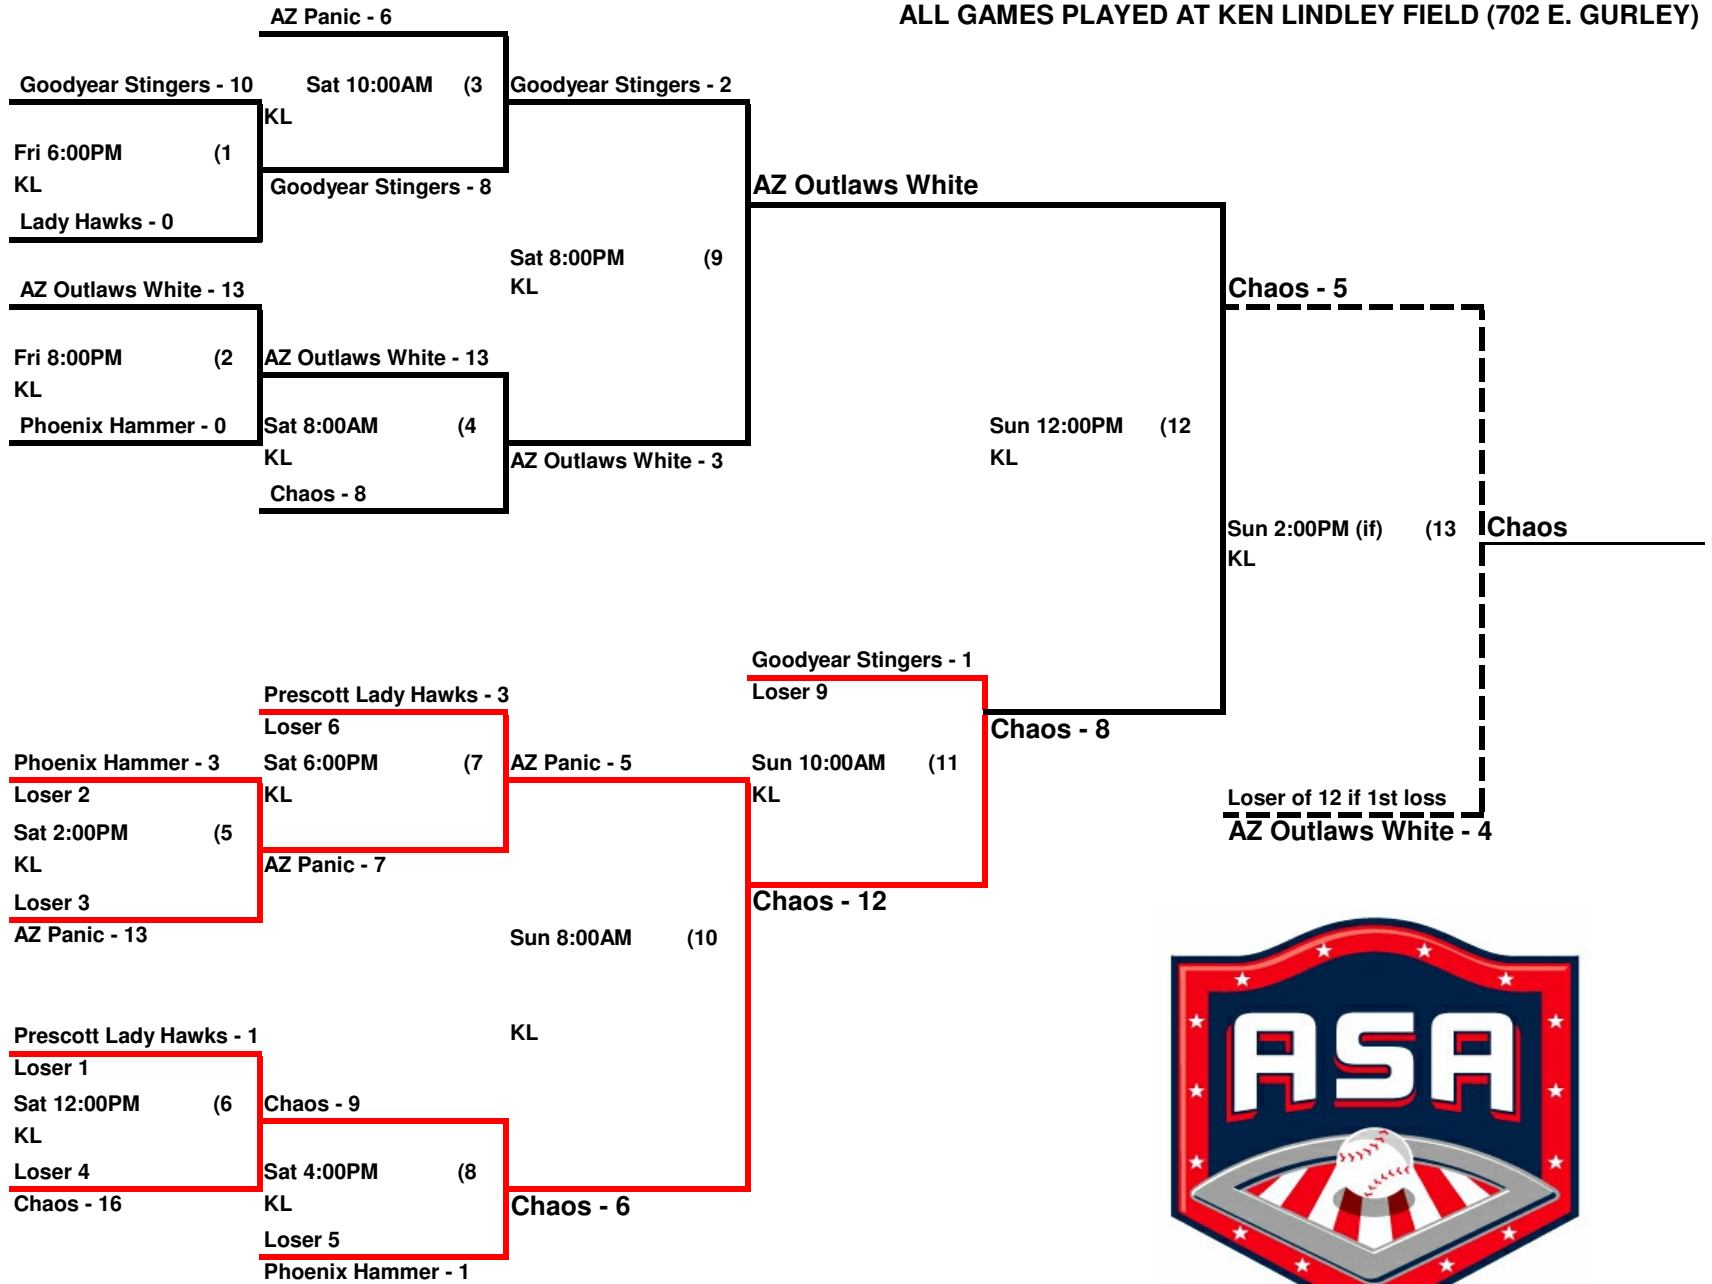 AZ Panic - 6
ALL GAMES PLAYED AT KEN LINDLEY FIELD (702 E. GURLEY)
Goodyear Stingers - 10
Sat 10:00AM (3
Goodyear Stingers - 2
KL
Fri 6:00PM (1
KL
Goodyear Stingers - 8
AZ Outlaws White
Lady Hawks - 0
Sat 8:00PM (9
KL
AZ Outlaws White - 13
Chaos - 5
Fri 8:00PM (2
AZ Outlaws White - 13
KL
Phoenix Hammer - 0
Sat 8:00AM (4
Sun 12:00PM (12
KL
AZ Outlaws White - 3
KL
Chaos - 8
Sun 2:00PM (if) (13
Chaos
KL
Goodyear Stingers - 1
Prescott Lady Hawks - 3
Loser 9
Loser 6
Chaos - 8
Phoenix Hammer - 3
Sat 6:00PM (7
AZ Panic - 5
Sun 10:00AM (11
Loser 2
KL
KL
Loser of 12 if 1st loss
Sat 2:00PM (5
AZ Outlaws White - 4
KL
AZ Panic - 7
Loser 3
Chaos - 12
AZ Panic - 13
Sun 8:00AM (10
Prescott Lady Hawks - 1
KL
Loser 1
Sat 12:00PM (6
Chaos - 9
KL
Loser 4
Sat 4:00PM (8
Chaos - 16
KL
Chaos - 6
Loser 5
Phoenix Hammer - 1
ASA